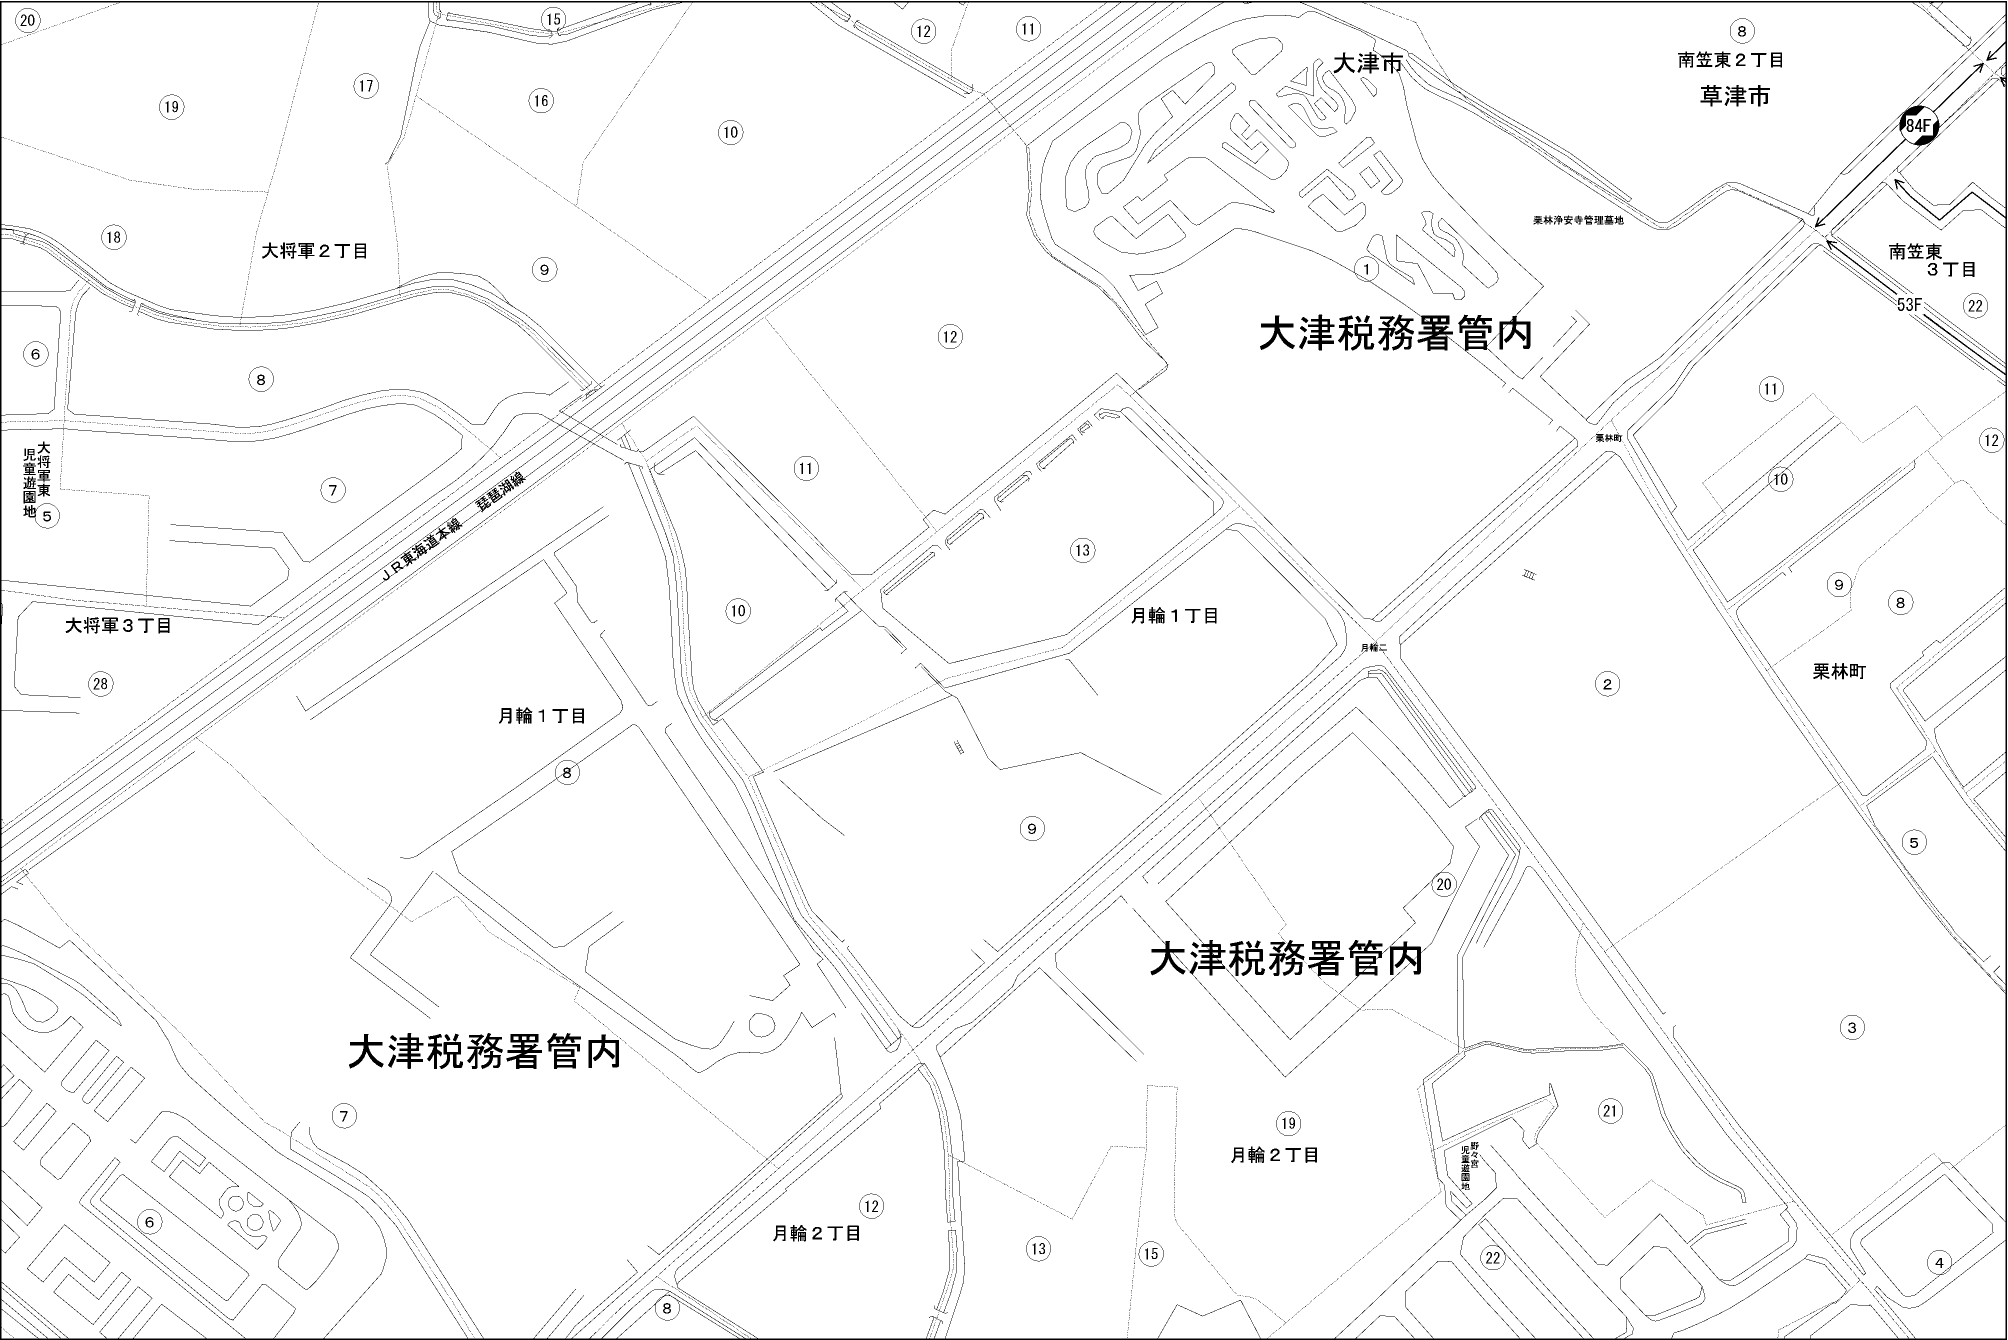 20
15
12
11
8
大津市
南笠東2丁目
草津市
17
16
19
10
84F
18
大将軍2丁目
9
栗林浄安寺管理墓地
1
南笠東
3丁目
22
53F
大津税務署管内
12
6
8
11
栗林町
12
大将軍東
児童遊園地
5
7
11
10
JR東海道本線 琵琶湖線
13
9
8
10
月輪1丁目
大将軍3丁目
月輪二
28
2
栗林町
月輪1丁目
8
9
5
20
大津税務署管内
3
大津税務署管内
7
19
21
月輪2丁目
野々宮
児童遊園地
6
12
月輪2丁目
13
15
22
4
8